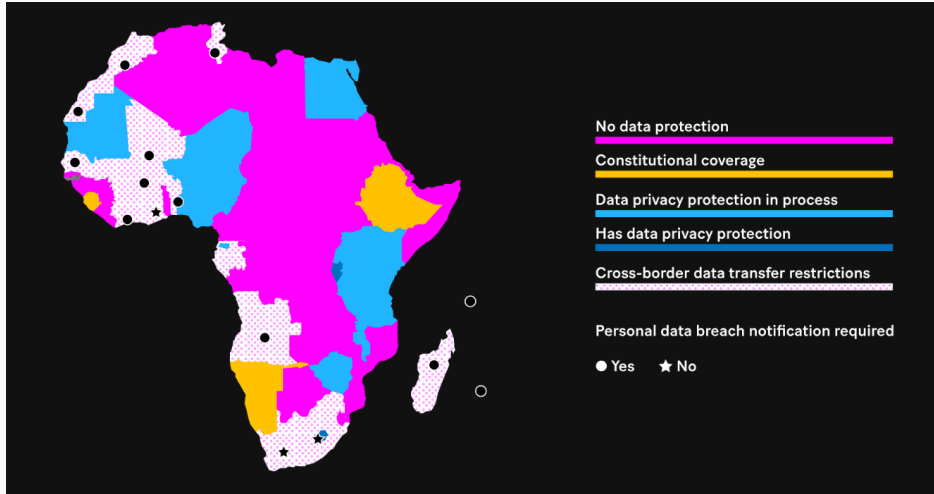 No data protection
Constitutional coverage
Data privacy protection in process
Has data privacy protection
Cross-border data transfer restrictions
Personal data breach notification required
Yes No